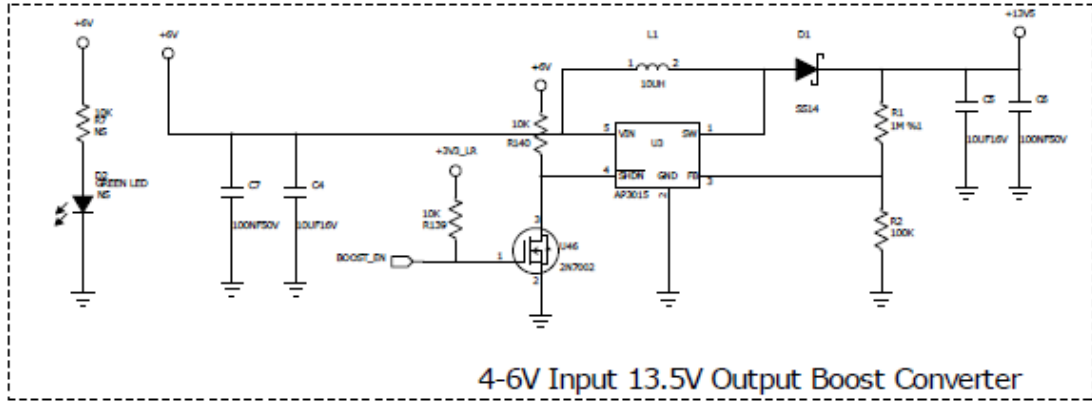 +6V
10K
R7
NS
D2
GREEN LED
NS
+6V
C7
100NF50V
C4
10UF16V
+3V3_LR
10K
R139
BOOST_EN
1
+6V
10K
R140
3
U46
2N7002
2
L1
1
2
10UH
5
VIN
U3
SW
1
4
SHDN
GND
FB
3
AP3015
2
D1
SS14
R1
1M %1
R2
100K
+13V5
C5
10UF16V
C6
100NF50V
4-6V Input 13.5V Output Boost Converter